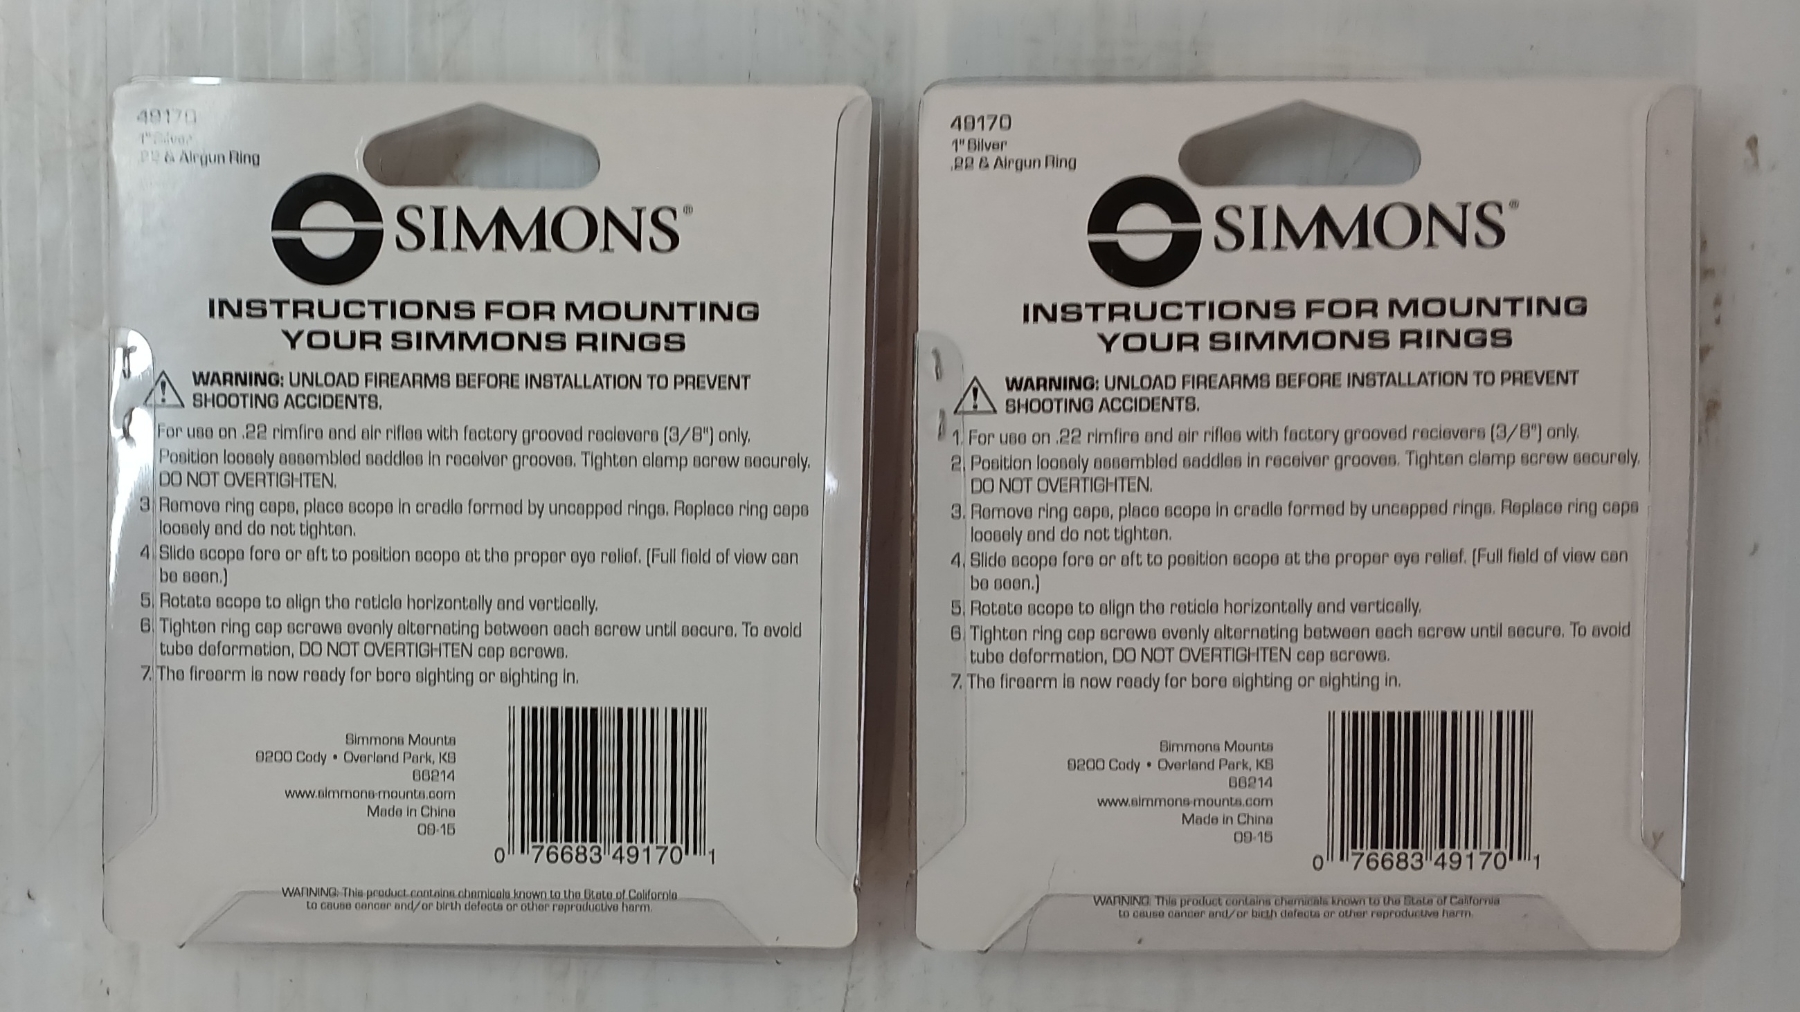 49170
1" Silver
.22 & Airgun Ring
SIMMONS®
INSTRUCTIONS FOR MOUNTING
YOUR SIMMONS RINGS
WARNING: UNLOAD FIREARMS BEFORE INSTALLATION TO PREVENT
SHOOTING ACCIDENTS.
For use on .22 rimfire and air rifles with factory grooved recievers (3/8") only.
Position loosely assembled saddles in receiver grooves. Tighten clamp screw securely.
DO NOT OVERTIGHTEN.
3 Remove ring caps, place scope in cradle formed by uncapped rings. Replace ring caps
loosely and do not tighten.
4 Slide scope fore or aft to position scope at the proper eye relief. (Full field of view can
be seen.)
5. Rotate scope to align the reticle horizontally and vertically.
6. Tighten ring cap screws evenly alternating between each screw until secure. To avoid
tube deformation, DO NOT OVERTIGHTEN cap screws.
7. The firearm is now ready for bore sighting or sighting in.
Simmons Mounts
9200 Cody • Overland Park, KS
66214
www.simmons-mounts.com
Made in China
09-15
0 76683 49170 1
WARNING: This product contains chemicals known to the State of California
to cause cancer and/or birth defects or other reproductive harm.
49170
1" Silver
.22 & Airgun Ring
SIMMONS®
INSTRUCTIONS FOR MOUNTING
YOUR SIMMONS RINGS
WARNING: UNLOAD FIREARMS BEFORE INSTALLATION TO PREVENT
SHOOTING ACCIDENTS.
1. For use on .22 rimfire and air rifles with factory grooved recievers (3/8") only.
2. Position loosely assembled saddles in receiver grooves. Tighten clamp screw securely.
DO NOT OVERTIGHTEN.
3. Remove ring caps, place scope in cradle formed by uncapped rings. Replace ring caps
loosely and do not tighten.
4. Slide scope fore or aft to position scope at the proper eye relief. (Full field of view can
be seen.)
5. Rotate scope to align the reticle horizontally and vertically.
6. Tighten ring cap screws evenly alternating between each screw until secure. To avoid
tube deformation, DO NOT OVERTIGHTEN cap screws.
7. The firearm is now ready for bore sighting or sighting in.
Simmons Mounts
9200 Cody • Overland Park, KS
66214
www.simmons-mounts.com
Made in China
09-15
0 76683 49170 1
WARNING: This product contains chemicals known to the State of California
to cause cancer and/or birth defects or other reproductive harm.